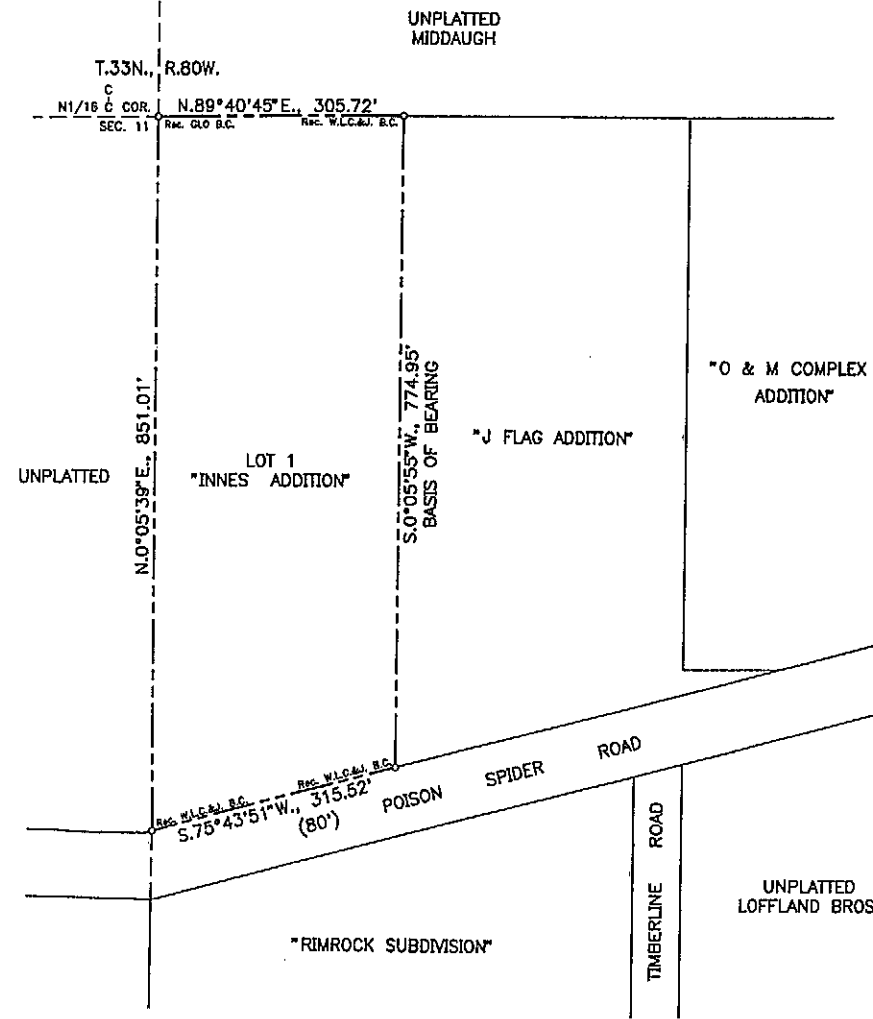 UNPLATTED
MIDDAUGH
T.33N., R.80W.
C
N1/16 C COR.
SEC. 11
N.89°40'45"E., 305.72'
Rec. GLO B.C.
Rec. W.L.C.&J. B.C.
N.0°05'39"E., 851.01'
S.0°05'55"W., 774.95'
BASIS OF BEARING
"O & M COMPLEX
ADDITION"
"J FLAG ADDITION"
LOT 1
"INNES ADDITION"
UNPLATTED
Rec. W.L.C.&J. B.C.
Rec. W.L.C.&J. B.C.
S.75°43'51"W., 315.52'
(80')
POISON SPIDER ROAD
TIMBERLINE ROAD
UNPLATTED
LOFFLAND BROS
"RIMROCK SUBDIVISION"